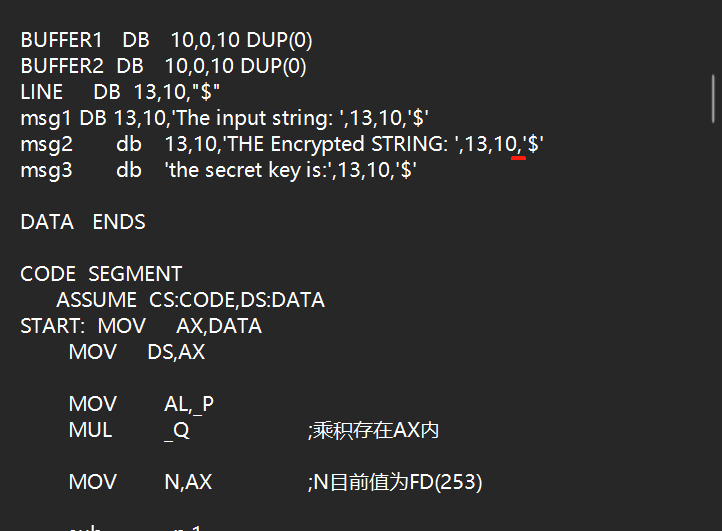 BUFFER1 DB 10,0,10 DUP(0)
BUFFER2 DB 10,0,10 DUP(0)
LINE DB 13,10,"$"
msg1 DB 13,10,'The input string: ',13,10,'$'
msg2 db 13,10,'THE Encrypted STRING: ',13,10,'$'
msg3 db 'the secret key is:',13,10,'$'
DATA ENDS
CODE SEGMENT
ASSUME CS:CODE,DS:DATA
START: MOV AX,DATA
MOV DS,AX
MOV AL,_P
MUL _Q ;乘积存在AX内
MOV N,AX ;N目前值为FD(253)